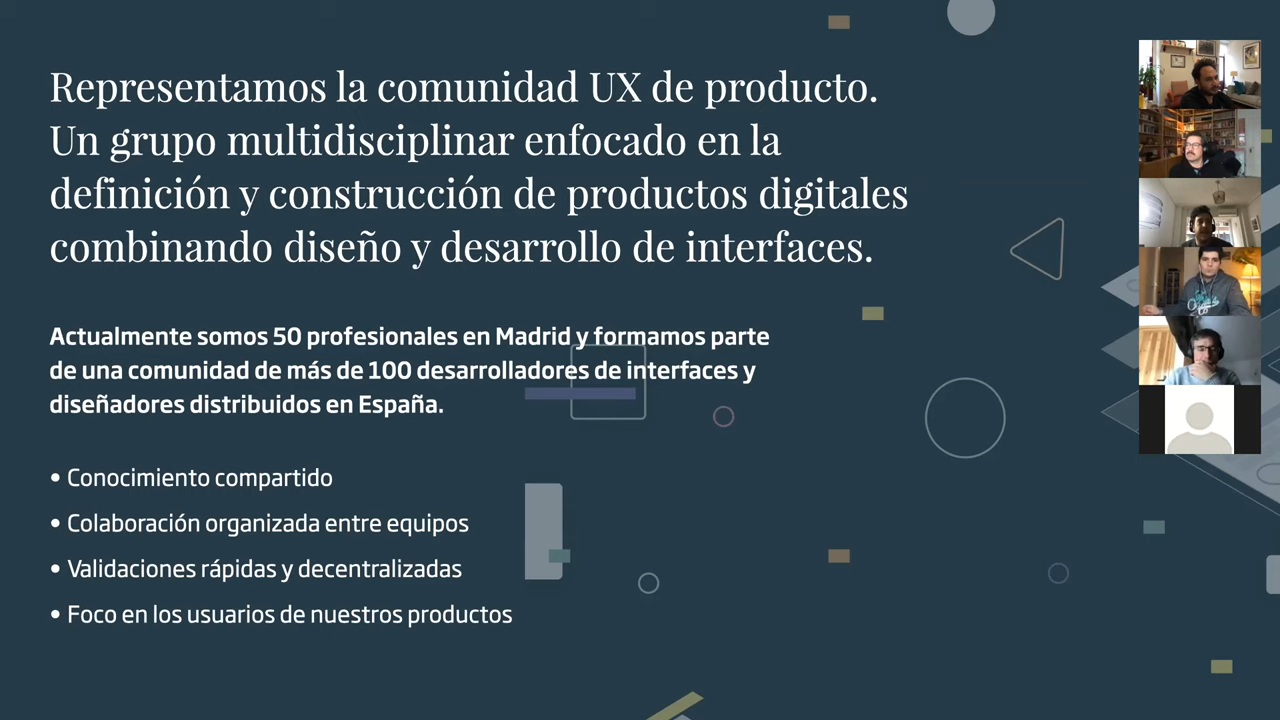 Representamos la comunidad UX de producto.
Un grupo multidisciplinar enfocado en la
definición y construcción de productos digitales
combinando diseño y desarrollo de interfaces.
Actualmente somos 50 profesionales en Madrid y formamos parte
de una comunidad de más de 100 desarrolladores de interfaces y
diseñadores distribuidos en España.
• Conocimiento compartido
• Colaboración organizada entre equipos
• Validaciones rápidas y decentralizadas
• Foco en los usuarios de nuestros productos